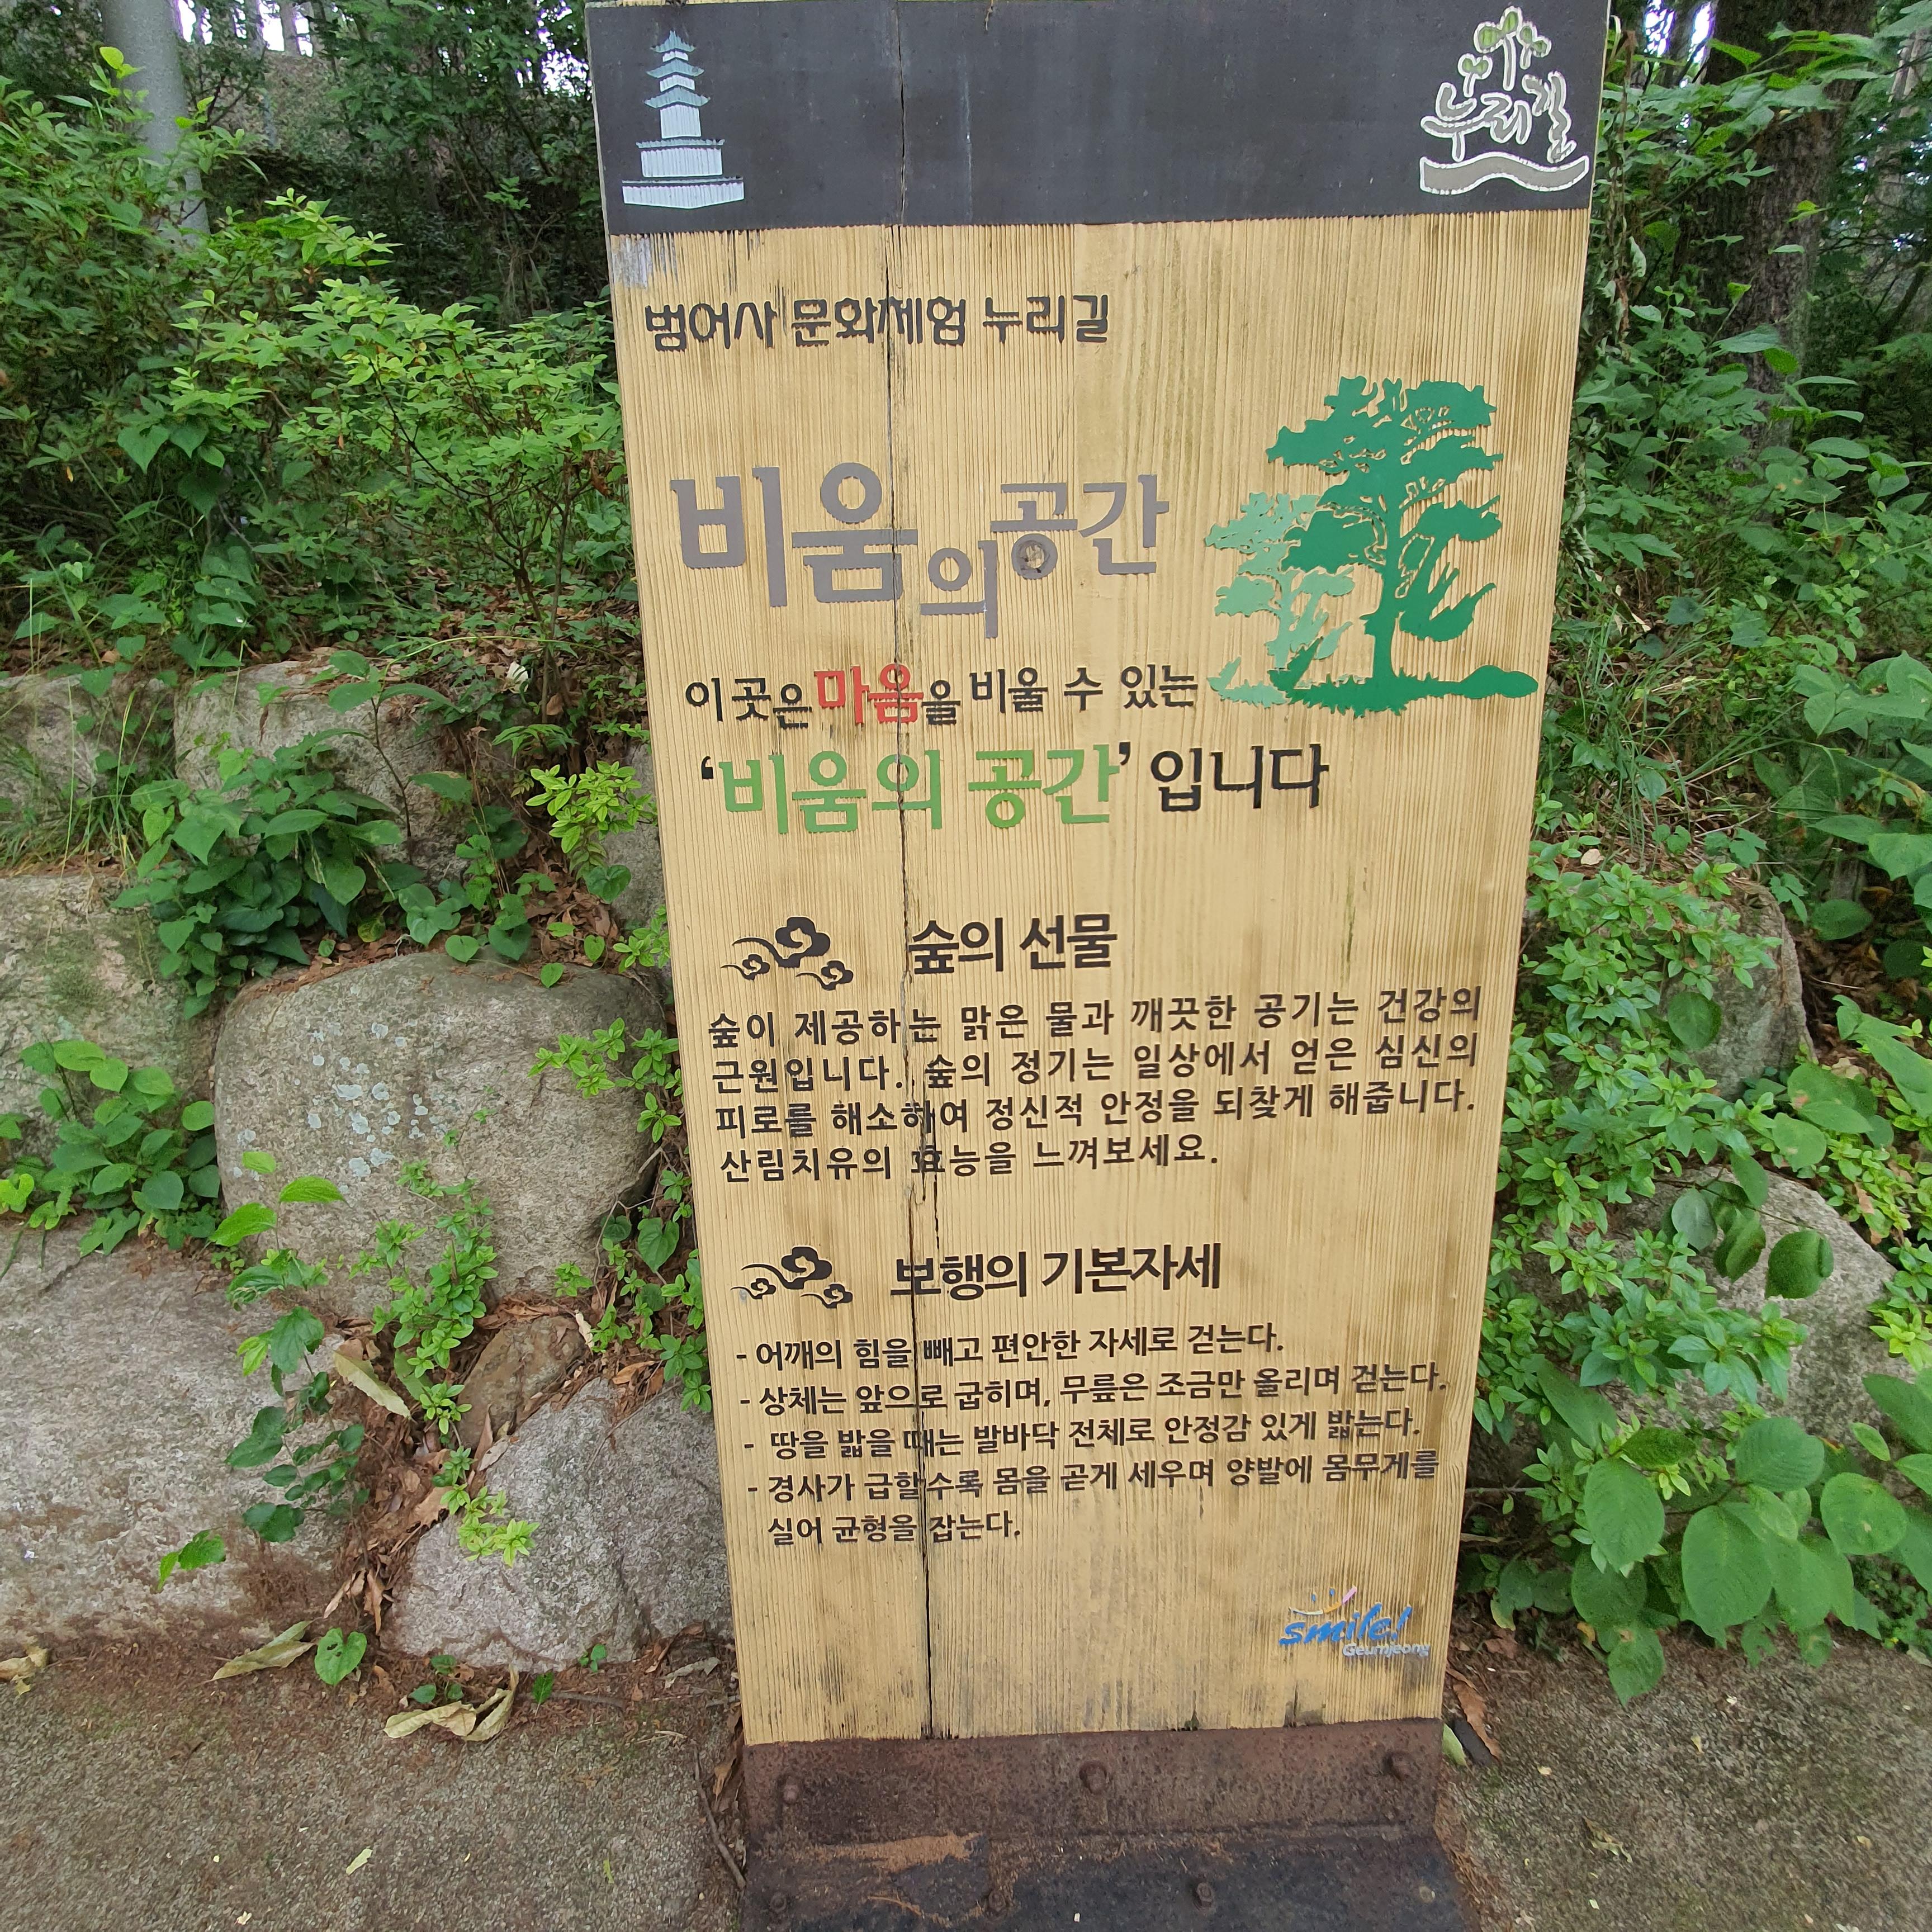 누리길
범어사 문화체험 누리길
비움의 공간
이곳은 마음을 비울 수 있는
‘비움의 공간’ 입니다
숲의 선물
숲이 제공하는 맑은 물과 깨끗한 공기는 건강의
근원입니다. 숲의 정기는 일상에서 얻은 심신의
피로를 해소하여 정신적 안정을 되찾게 해줍니다.
산림치유의 효능을 느껴보세요.
보행의 기본자세
- 어깨의 힘을 빼고 편안한 자세로 걷는다.
- 상체는 앞으로 굽히며, 무릎은 조금만 올리며 걷는다.
- 땅을 밟을 때는 발바닥 전체로 안정감 있게 밟는다.
- 경사가 급할수록 몸을 곧게 세우며 양발에 몸무게를
실어 균형을 잡는다.
smile!
Geumjeong